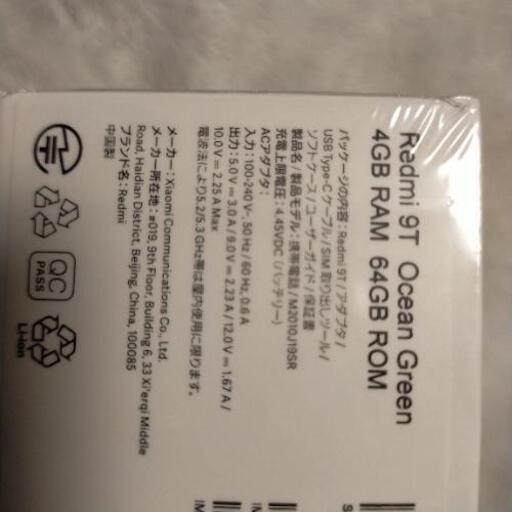 Redmi 9T Ocean Green
4GB RAM 64GB ROM
パッケージの内容：Redmi 9T / アダプタ /
USB Type-C ケーブル / SIM 取り出しツール /
ソフトケース / ユーザーガイド / 保証書
製品名 / 製品モデル：携帯電話 / M2010J19SR
充電上限電圧：4.45VDC (バッテリー)
ACアダプタ：
入力：100-240V~, 50 Hz / 60 Hz, 0.6 A
出力：5.0V⎓3.0A / 9.0V⎓2.23A / 12.0V⎓1.67A /
10.0V⎓2.25A Max
電波法により5.2/5.3 GHz帯は屋内使用に限ります。
メーカー：Xiaomi Communications Co., Ltd.
メーカー所在地：#019, 9th Floor, Building 6, 33 Xi'erqi Middle
Road, Haidian District, Beijing, China, 100085
ブランド名：Redmi
中国製
QC
PASS
Li-ion
S
IM
IM